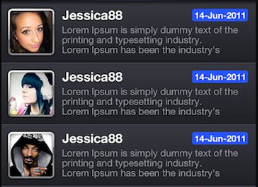 Jessica88 14-Jun-2011
Lorem Ipsum is simply dummy text of the
printing and typesetting industry.
Lorem Ipsum has been the industry's
Jessica88 14-Jun-2011
Lorem Ipsum is simply dummy text of the
printing and typesetting industry.
Lorem Ipsum has been the industry's
Jessica88 14-Jun-2011
Lorem Ipsum is simply dummy text of the
printing and typesetting industry.
Lorem Ipsum has been the industry's